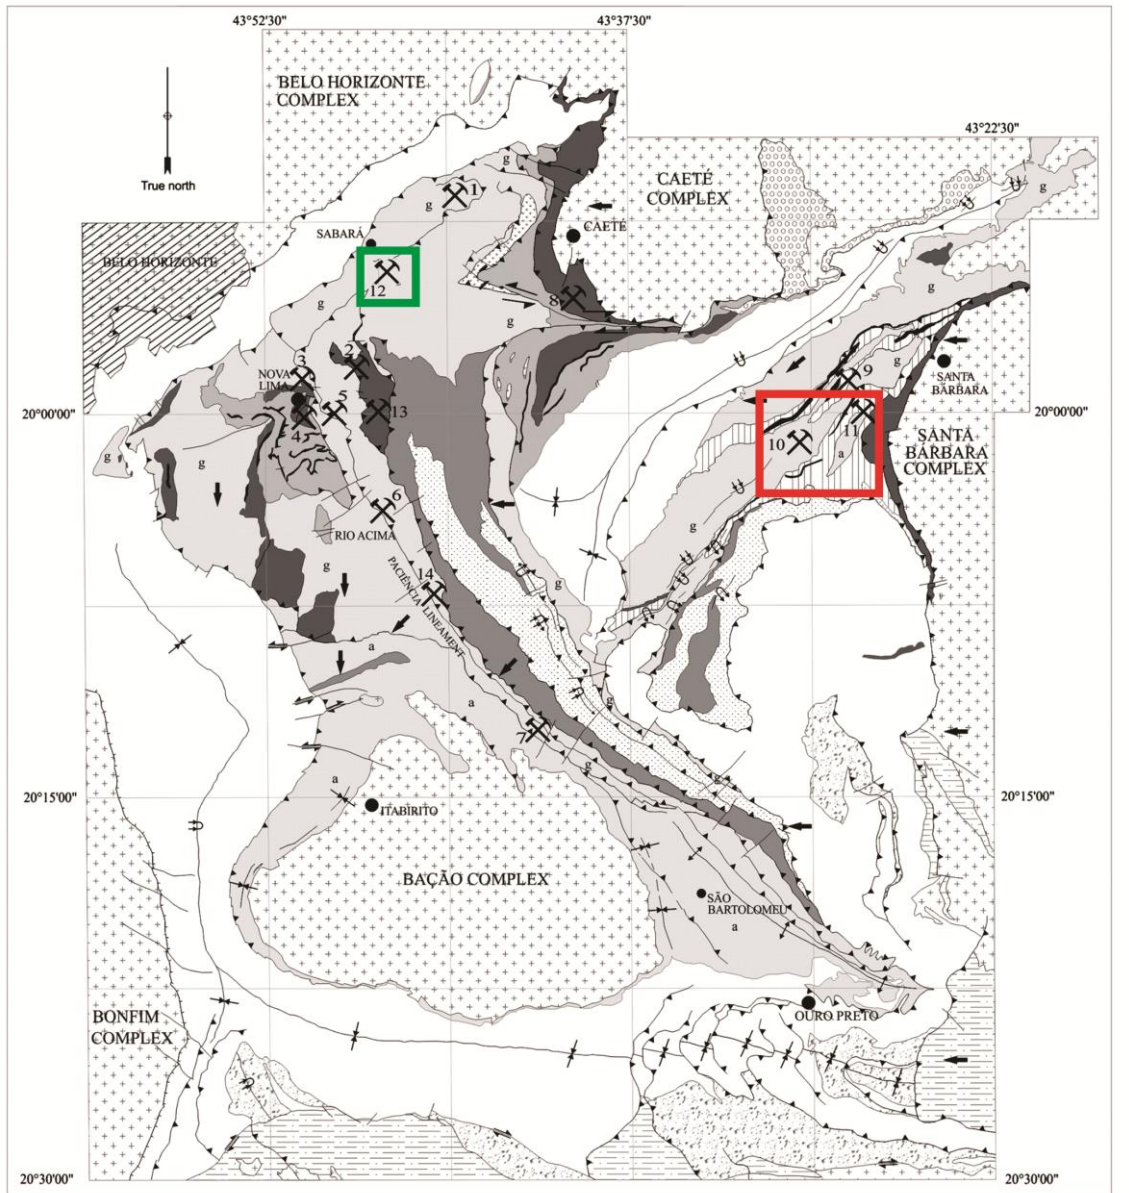 43°52'30"
43°37'30"
43°22'30"
BELO HORIZONTE
COMPLEX
True north
g
g
1
CAETÉ
COMPLEX
g
SABARÁ
CAETÉ
BELO HORIZONTE
12
g
8
g
g
2
3
NOVA
LIMA
5
4
13
9
g
SANTA
BÁRBARA
20°00'00"
20°00'00"
10
11
a
SANTA
BÁRBARA
COMPLEX
g
g
6
RIO ACIMA
g
g
g
14
PACIÊNCIA LINEAMENT
a
a
g
7
g
g
a
20°15'00"
20°15'00"
ITABIRITO
BAÇÃO COMPLEX
SÃO
BARTOLOMEU
a
OURO PRETO
BONFIM
COMPLEX
20°30'00"
20°30'00"